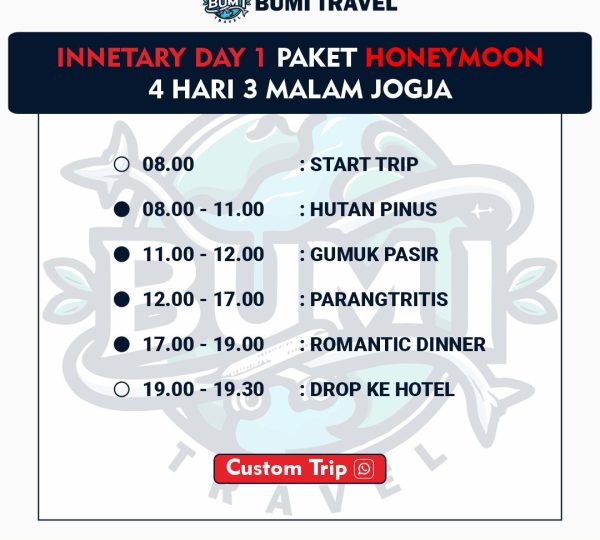 BUMI TRAVEL
BUMI
TRAVEL
INNETARY DAY 1 PAKET HONEYMOON
4 HARI 3 MALAM JOGJA
08.00 : START TRIP
08.00 - 11.00 : HUTAN PINUS
11.00 - 12.00 : GUMUK PASIR
12.00 - 17.00 : PARANGTRITIS
17.00 - 19.00 : ROMANTIC DINNER
19.00 - 19.30 : DROP KE HOTEL
BUMI
Custom Trip
TRAVEL